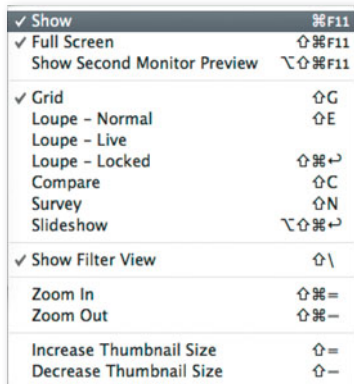 ✓ Show ⌘F11
✓ Full Screen ⇧⌘F11
Show Second Monitor Preview ⌥⇧⌘F11
✓ Grid ⇧G
Loupe – Normal ⇧E
Loupe – Live
Loupe – Locked ⇧⌘↩
Compare ⇧C
Survey ⇧N
Slideshow ⌥⇧⌘↩
✓ Show Filter View ⇧\
Zoom In ⇧⌘=
Zoom Out ⇧⌘–
Increase Thumbnail Size ⇧=
Decrease Thumbnail Size ⇧–